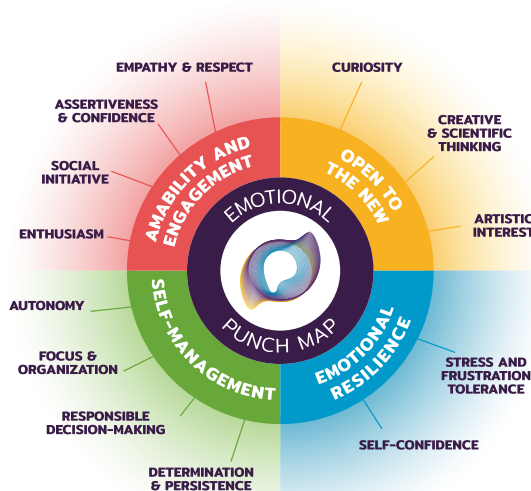 EMPATHY & RESPECT
ASSERTIVENESS
& CONFIDENCE
SOCIAL
INITIATIVE
ENTHUSIASM
AMABILITY AND
ENGAGEMENT
CURIOSITY
CREATIVE
& SCIENTIFIC
THINKING
ARTISTIC
INTEREST
OPEN TO
THE NEW
EMOTIONAL
PUNCH MAP
SELF-MANAGEMENT
AUTONOMY
FOCUS &
ORGANIZATION
RESPONSIBLE
DECISION-MAKING
DETERMINATION
& PERSISTENCE
EMOTIONAL
RESILIENCE
STRESS AND
FRUSTRATION
TOLERANCE
SELF-CONFIDENCE